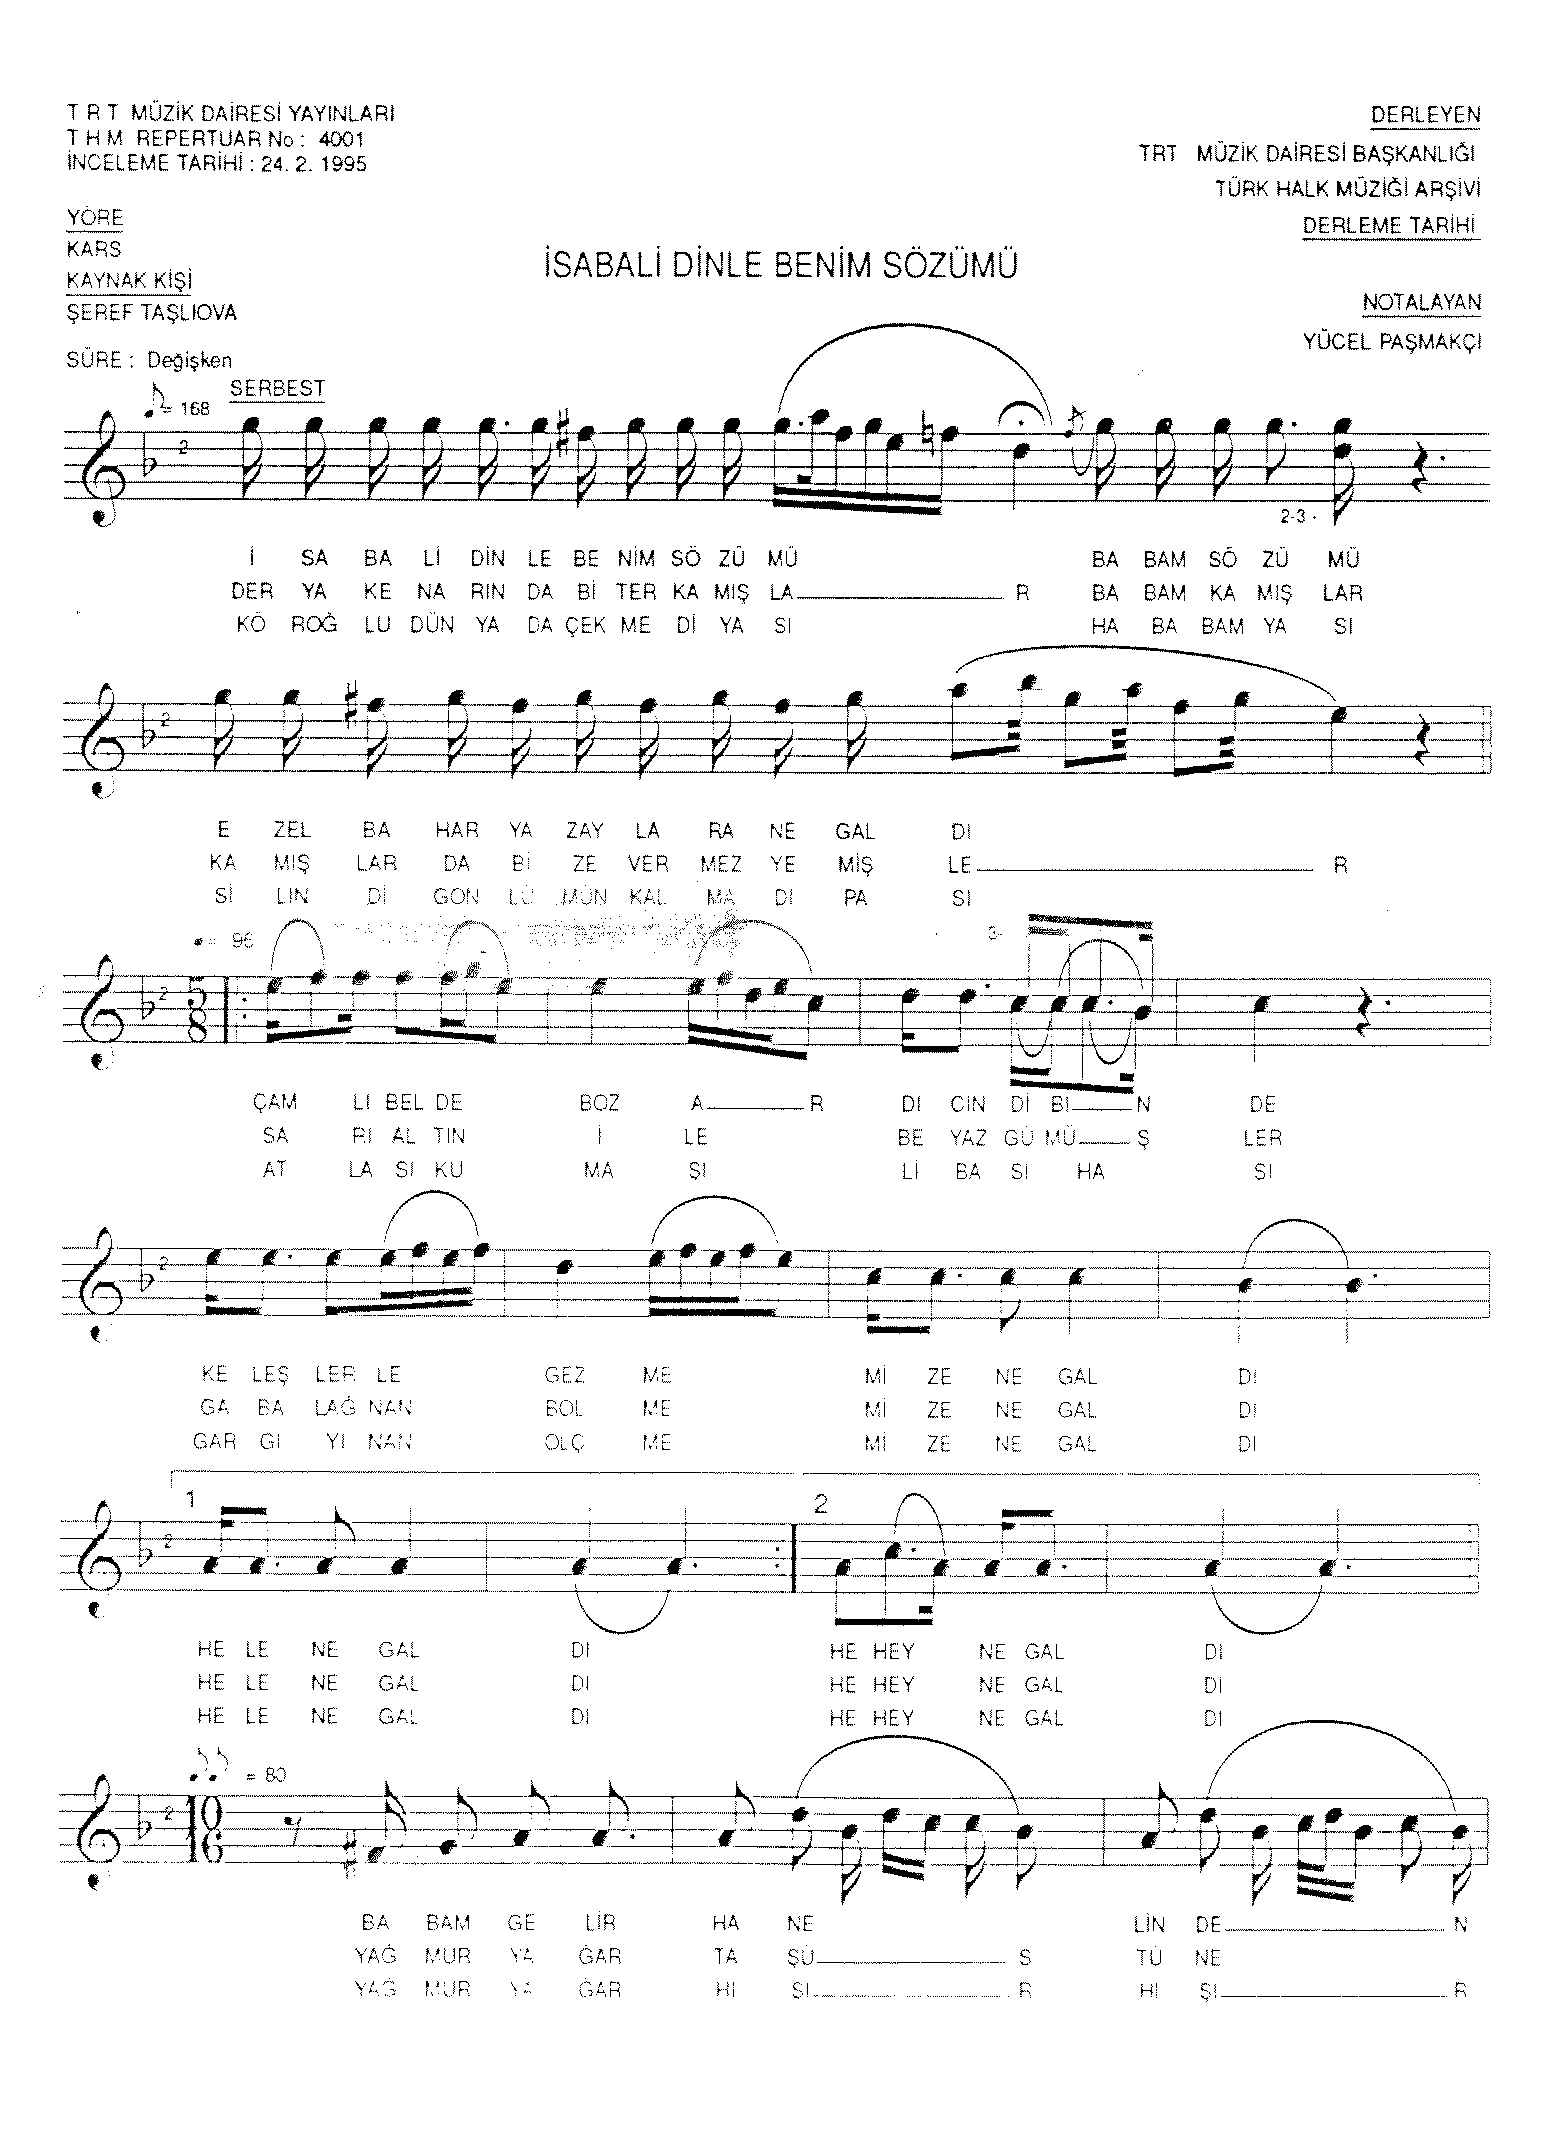 T R T MÜZİK DAİRESİ YAYINLARI
T H M REPERTUAR No : 4001
İNCELEME TARİHİ : 24. 2. 1995
DERLEYEN
TRT MÜZİK DAİRESİ BAŞKANLIĞI
TÜRK HALK MÜZİĞİ ARŞİVİ
DERLEME TARİHİ
YÖRE
KARS
KAYNAK KİŞİ
ŞEREF TAŞLIOVA
İSABALİ DİNLE BENİM SÖZÜMÜ
NOTALAYAN
YÜCEL PAŞMAKÇI
SÜRE : Değişken
SERBEST
= 168
2
2-3 -
İ SA BA Lİ DİN LE BE NİM SÖ ZÜ MÜ BA BAM SÖ ZÜ MÜ
DER YA KE NA RIN DA Bİ TER KA MIŞ LA R BA BAM KA MIŞ LAR
KÖ ROĞ LU DÜN YA DA ÇEK ME Dİ YA SI HA BA BAM YA SI
2
E ZEL BA HAR YA ZAY LA RA NE GAL DI
KA MIŞ LAR DA Bİ ZE VER MEZ YE MİŞ LE R
Sİ LIN Dİ GON LÜ MÜN KAL MA DI PA SI
= 96
3-
2 5 8
ÇAM LI BEL DE BOZ A R DI CIN DI BI N DE
SA RI AL TIN İ LE BE YAZ GÜ MÜ Ş LER
AT LA SI KU MA ŞI Lİ BA SI HA SI
2
KE LEŞ LER LE GEZ ME Mİ ZE NE GAL DI
GA BA LAĞ NAN BOL ME Mİ ZE NE GAL DI
GAR GI YI NAN OLÇ ME Mİ ZE NE GAL DI
1 2
2
HE LE NE GAL DI HE HEY NE GAL DI
HE LE NE GAL DI HE HEY NE GAL DI
HE LE NE GAL DI HE HEY NE GAL DI
= 80
2 10 16
BA BAM GE LİR HA NE LİN DE N
YAĞ MUR YA ĞAR TA ŞÜ S TÜ NE
YAĞ MUR YA ĞAR HI ŞI R HI ŞI R